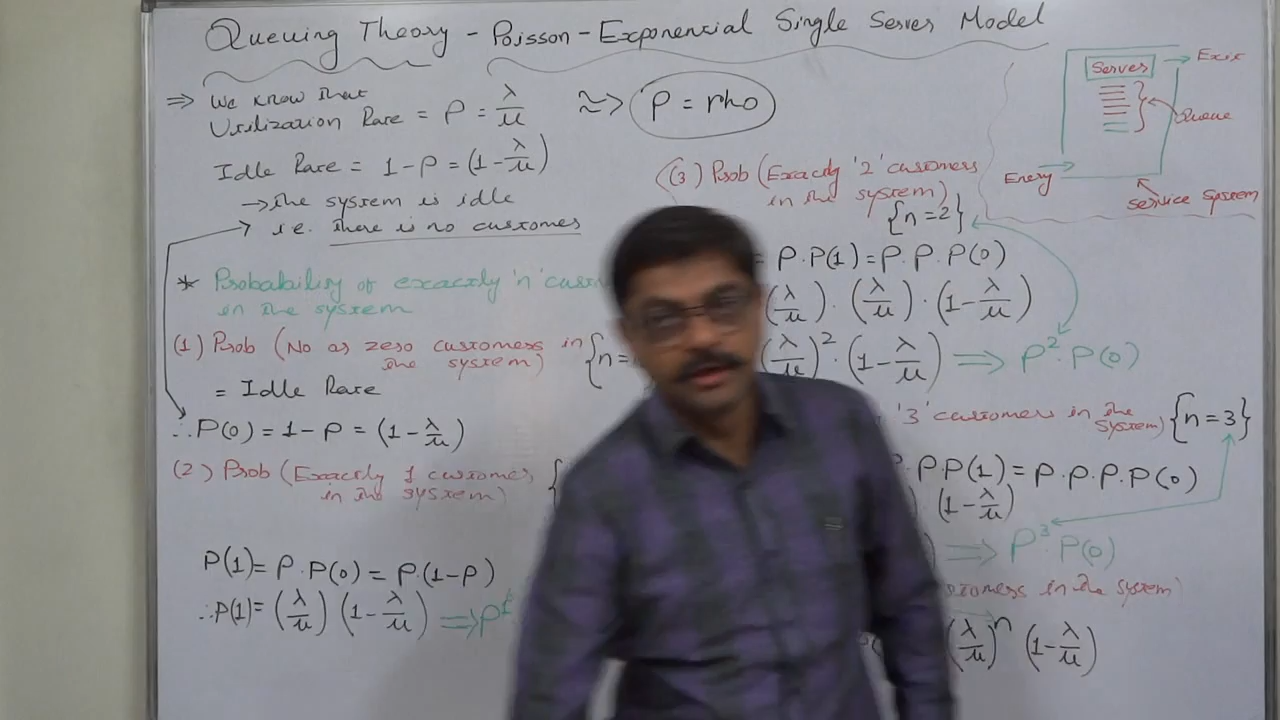 Queuing Theory - Poisson - Exponential Single Server Model
⇒ We know that
Utilization Rate = ρ = λ/μ ≈> ρ = rho
Idle Rate = 1-ρ = (1-λ/μ)
→ The system is idle
→ i.e. there is no customer
* Probability of exactly 'n'
in the system
(1) Prob (No as zero customers in
the system) {n=
= Idle Rate
∴ P(0) = 1-ρ = (1-λ/μ)
(2) Prob (Exactly 1 customer
in the system) {
P(1) = ρ.P(0) = ρ.(1-ρ)
∴ P(1) = (λ/μ) (1-λ/μ) ⇒ ρ¹
(3) Prob (Exactly '2' customers
in the system)
{n=2}
= ρ.P(1) = ρ.ρ.P(0)
(λ/μ).(λ/μ).(1-λ/μ)
(λ/μ)².(1-λ/μ) ⇒ ρ².P(0)
'3' customers in the
system) {n=3}
ρ.P(1) = ρ.ρ.ρ.P(0)
(1-λ/μ)
⇒ ρ³.P(0)
in the system)
(λ/μ)ⁿ (1-λ/μ)
Server
Exit
Queue
Entry
Service System